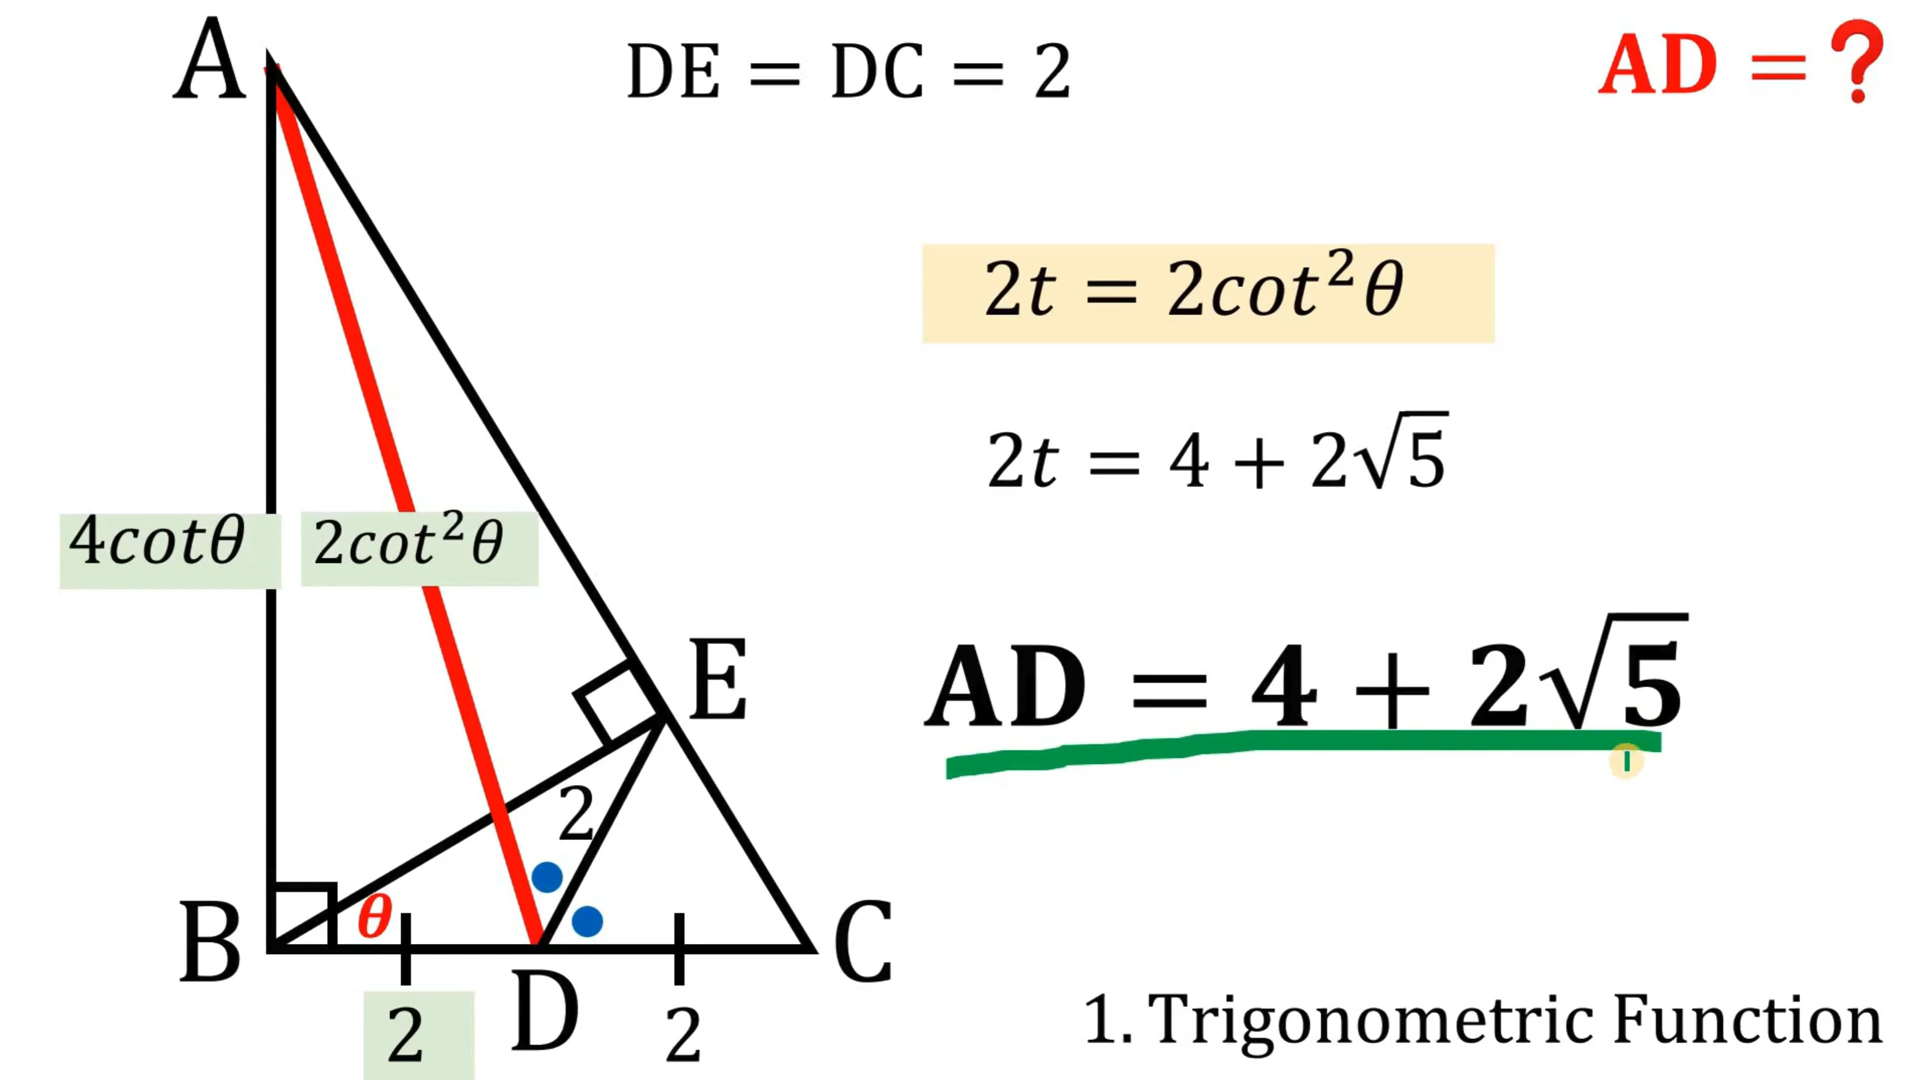 A
DE = DC = 2
AD = ?
2t = 2cot²θ
2t = 4 + 2√5
4cotθ
2cot²θ
AD = 4 + 2√5
E
2
θ
B
C
D
2
2
1. Trigonometric Function